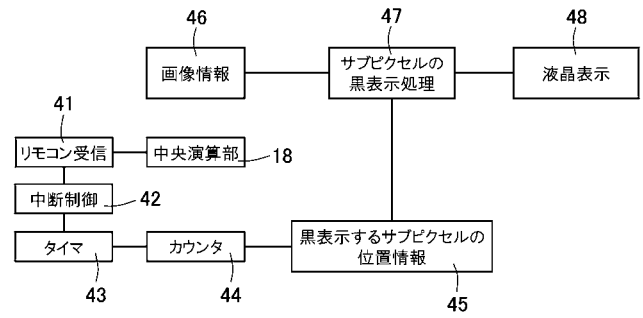 46
47
48
画像情報
サブピクセルの
黒表示処理
液晶表示
41
リモコン受信
中央演算部
18
中断制御
42
タイマ
カウンタ
黒表示するサブピクセルの
位置情報
43
44
45